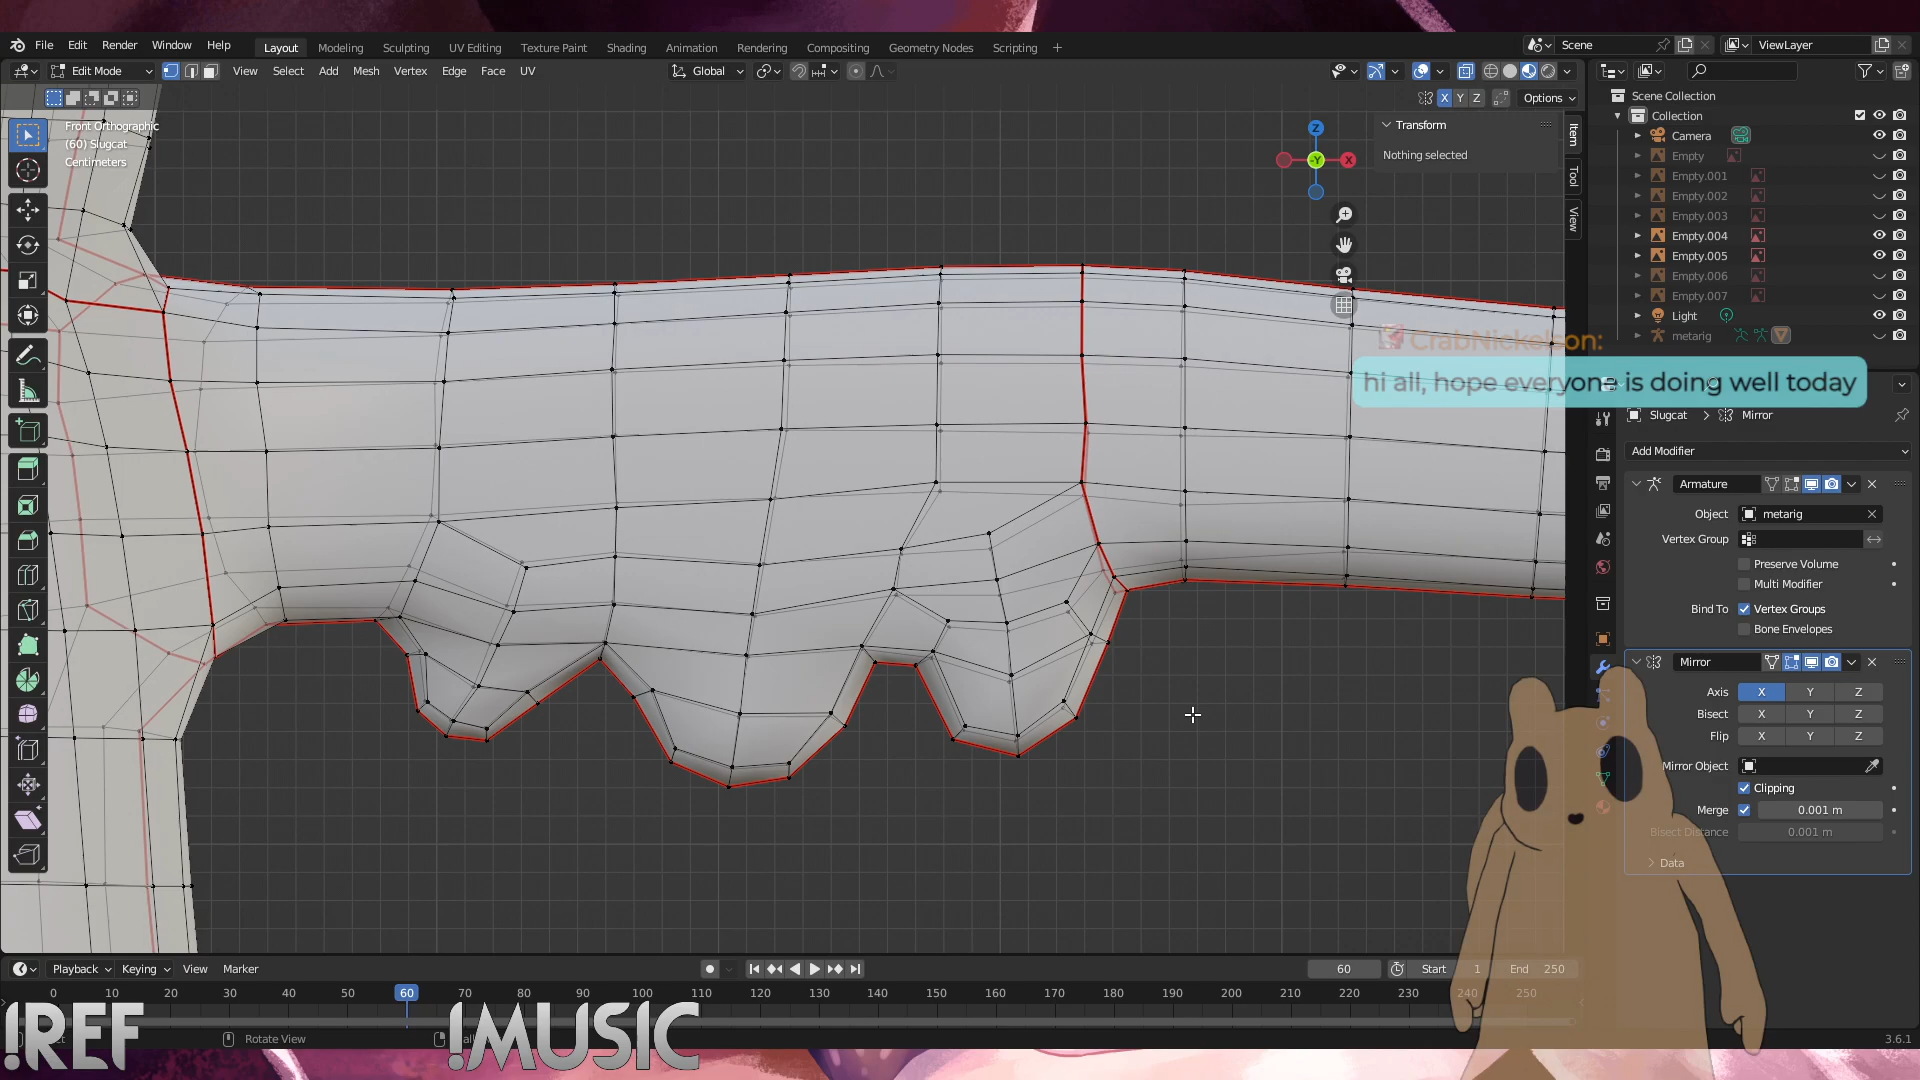 File Edit Render Window Help Layout Modeling Sculpting UV Editing Texture Paint Shading Animation Rendering Compositing Geometry Nodes Scripting + Scene ViewLayer
Edit Mode View Select Add Mesh Vertex Edge Face UV Global
X Y Z Options
Front Orthographic
(60) Slugcat
Centimeters
Z
-Y
X
Transform
Nothing selected
Item
Tool
View
Scene Collection
Collection
Camera
Empty
Empty.001
Empty.002
Empty.003
Empty.004
Empty.005
Empty.006
Empty.007
Light
metarig
CrabNickelson:
hi all, hope everyone is doing well today
Slugcat > Mirror
Add Modifier
Armature
Object metarig
Vertex Group
Preserve Volume
Multi Modifier
Bind To Vertex Groups
Bone Envelopes
Mirror
Axis X Y Z
Bisect X Y Z
Flip X Y Z
Mirror Object
Clipping
Merge 0.001 m
Bisect Distance 0.001 m
Data
Playback Keying View Marker 60 Start 1 End 250
0 10 20 30 40 50 60 70 80 90 100 110 120 130 140 150 160 170 180 190 200 210 220 230 240 250
!REF
!MUSIC
Rotate View
3.6.1